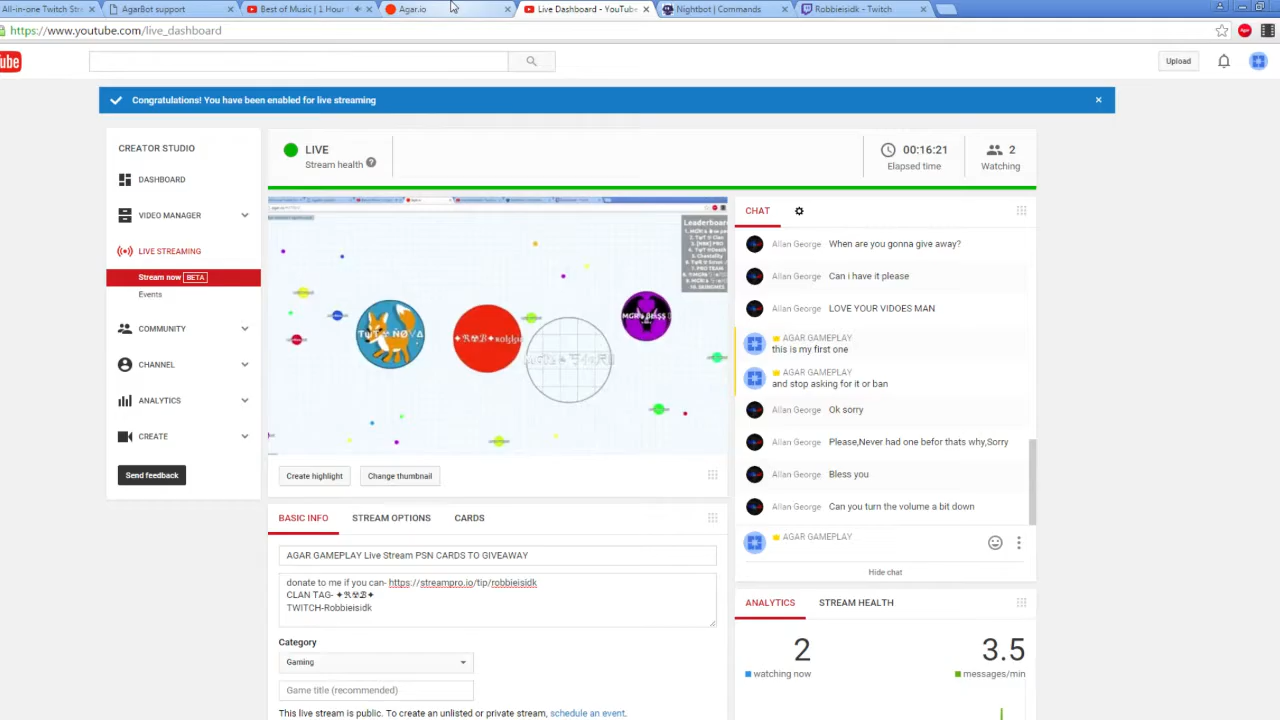 All-in-one Twitch Stre
AgarBot support
Best of Music ( 1 Hour
Agar.io
Live Dashboard - YouTube
Nightbot | Commands
Robbieisidk - Twitch
https://www.youtube.com/live_dashboard
ube
Upload
Congratulations! You have been enabled for live streaming
CREATOR STUDIO
DASHBOARD
VIDEO MANAGER
LIVE STREAMING
Stream now BETA
Events
COMMUNITY
CHANNEL
ANALYTICS
CREATE
Send feedback
LIVE
Stream health
00:16:21
Elapsed time
2
Watching
Leaderboard
Create highlight
Change thumbnail
BASIC INFO
STREAM OPTIONS
CARDS
AGAR GAMEPLAY Live Stream PSN CARDS TO GIVEAWAY
donate to me if you can- https://streampro.io/tip/robbieisidk
CLAN TAG- ✦ℜ☢ℬ✦
TWITCH-Robbieisidk
Category
Gaming
Game title (recommended)
This live stream is public. To create an unlisted or private stream, schedule an event.
CHAT
Allan George When are you gonna give away?
Allan George Can i have it please
Allan George LOVE YOUR VIDOES MAN
AGAR GAMEPLAY
this is my first one
AGAR GAMEPLAY
and stop asking for it or ban
Allan George Ok sorry
Allan George Please,Never had one befor thats why,Sorry
Allan George Bless you
Allan George Can you turn the volume a bit down
AGAR GAMEPLAY
Hide chat
ANALYTICS
STREAM HEALTH
2
watching now
3.5
messages/min